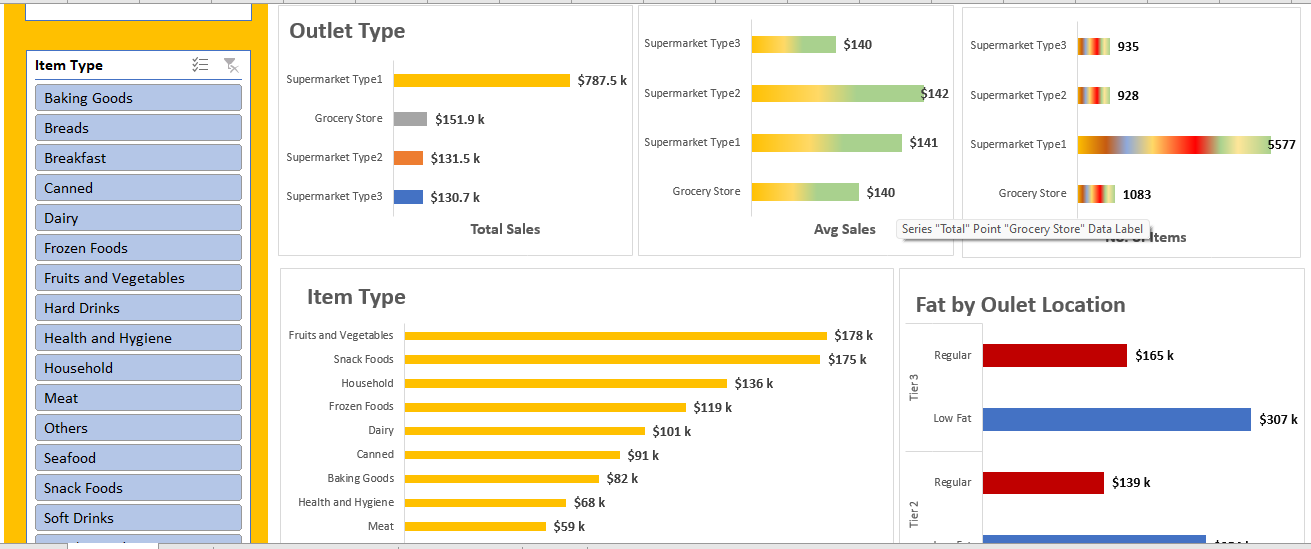 Item Type
Baking Goods
Breads
Breakfast
Canned
Dairy
Frozen Foods
Fruits and Vegetables
Hard Drinks
Health and Hygiene
Household
Meat
Others
Seafood
Snack Foods
Soft Drinks
Outlet Type
Supermarket Type1 $787.5 k
Grocery Store $151.9 k
Supermarket Type2 $131.5 k
Supermarket Type3 $130.7 k
Total Sales
Supermarket Type3 $140
Supermarket Type2 $142
Supermarket Type1 $141
Grocery Store $140
Avg Sales
Supermarket Type3 935
Supermarket Type2 928
Supermarket Type1 5577
Grocery Store 1083
Series "Total" Point "Grocery Store" Data Label
No. of Items
Item Type
Fruits and Vegetables $178 k
Snack Foods $175 k
Household $136 k
Frozen Foods $119 k
Dairy $101 k
Canned $91 k
Baking Goods $82 k
Health and Hygiene $68 k
Meat $59 k
Fat by Oulet Location
Tier 3
Regular $165 k
Low Fat $307 k
Tier 2
Regular $139 k